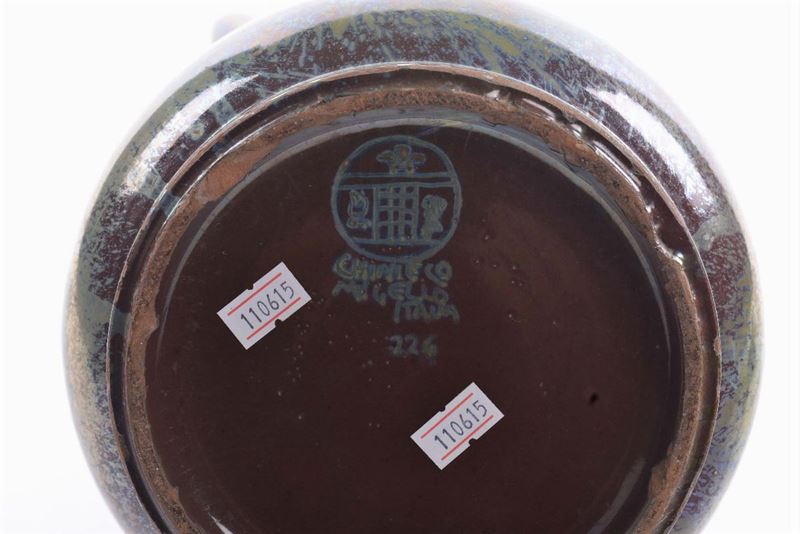 CHINI E CO
MUGELLO
ITALIA
226
110615
110615